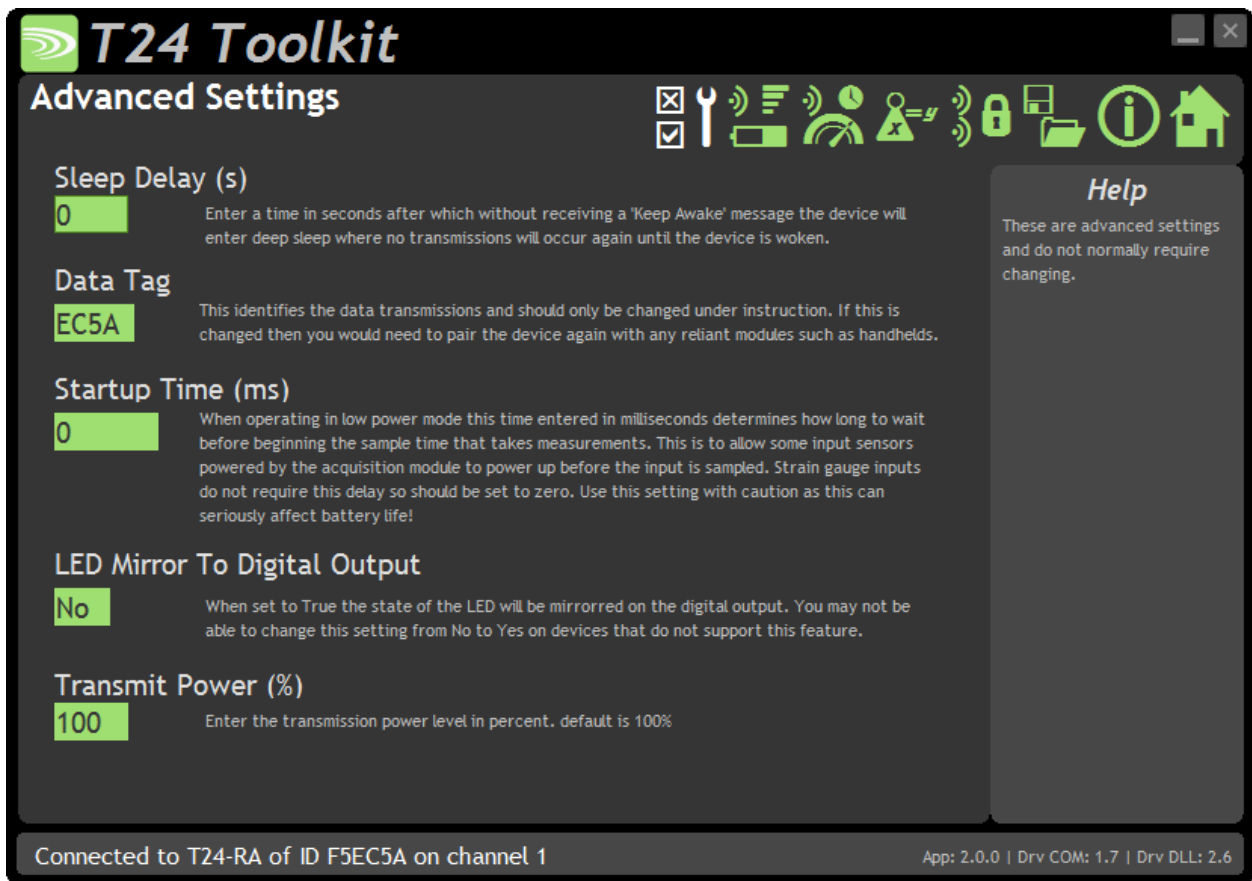 T24 Toolkit
Advanced Settings
x=y
Sleep Delay (s)
0
Enter a time in seconds after which without receiving a 'Keep Awake' message the device will
enter deep sleep where no transmissions will occur again until the device is woken.
Data Tag
EC5A
This identifies the data transmissions and should only be changed under instruction. If this is
changed then you would need to pair the device again with any reliant modules such as handhelds.
Startup Time (ms)
0
When operating in low power mode this time entered in milliseconds determines how long to wait
before beginning the sample time that takes measurements. This is to allow some input sensors
powered by the acquisition module to power up before the input is sampled. Strain gauge inputs
do not require this delay so should be set to zero. Use this setting with caution as this can
seriously affect battery life!
LED Mirror To Digital Output
No
When set to True the state of the LED will be mirrorred on the digital output. You may not be
able to change this setting from No to Yes on devices that do not support this feature.
Transmit Power (%)
100
Enter the transmission power level in percent. default is 100%
Help
These are advanced settings
and do not normally require
changing.
Connected to T24-RA of ID F5EC5A on channel 1
App: 2.0.0 | Drv COM: 1.7 | Drv DLL: 2.6